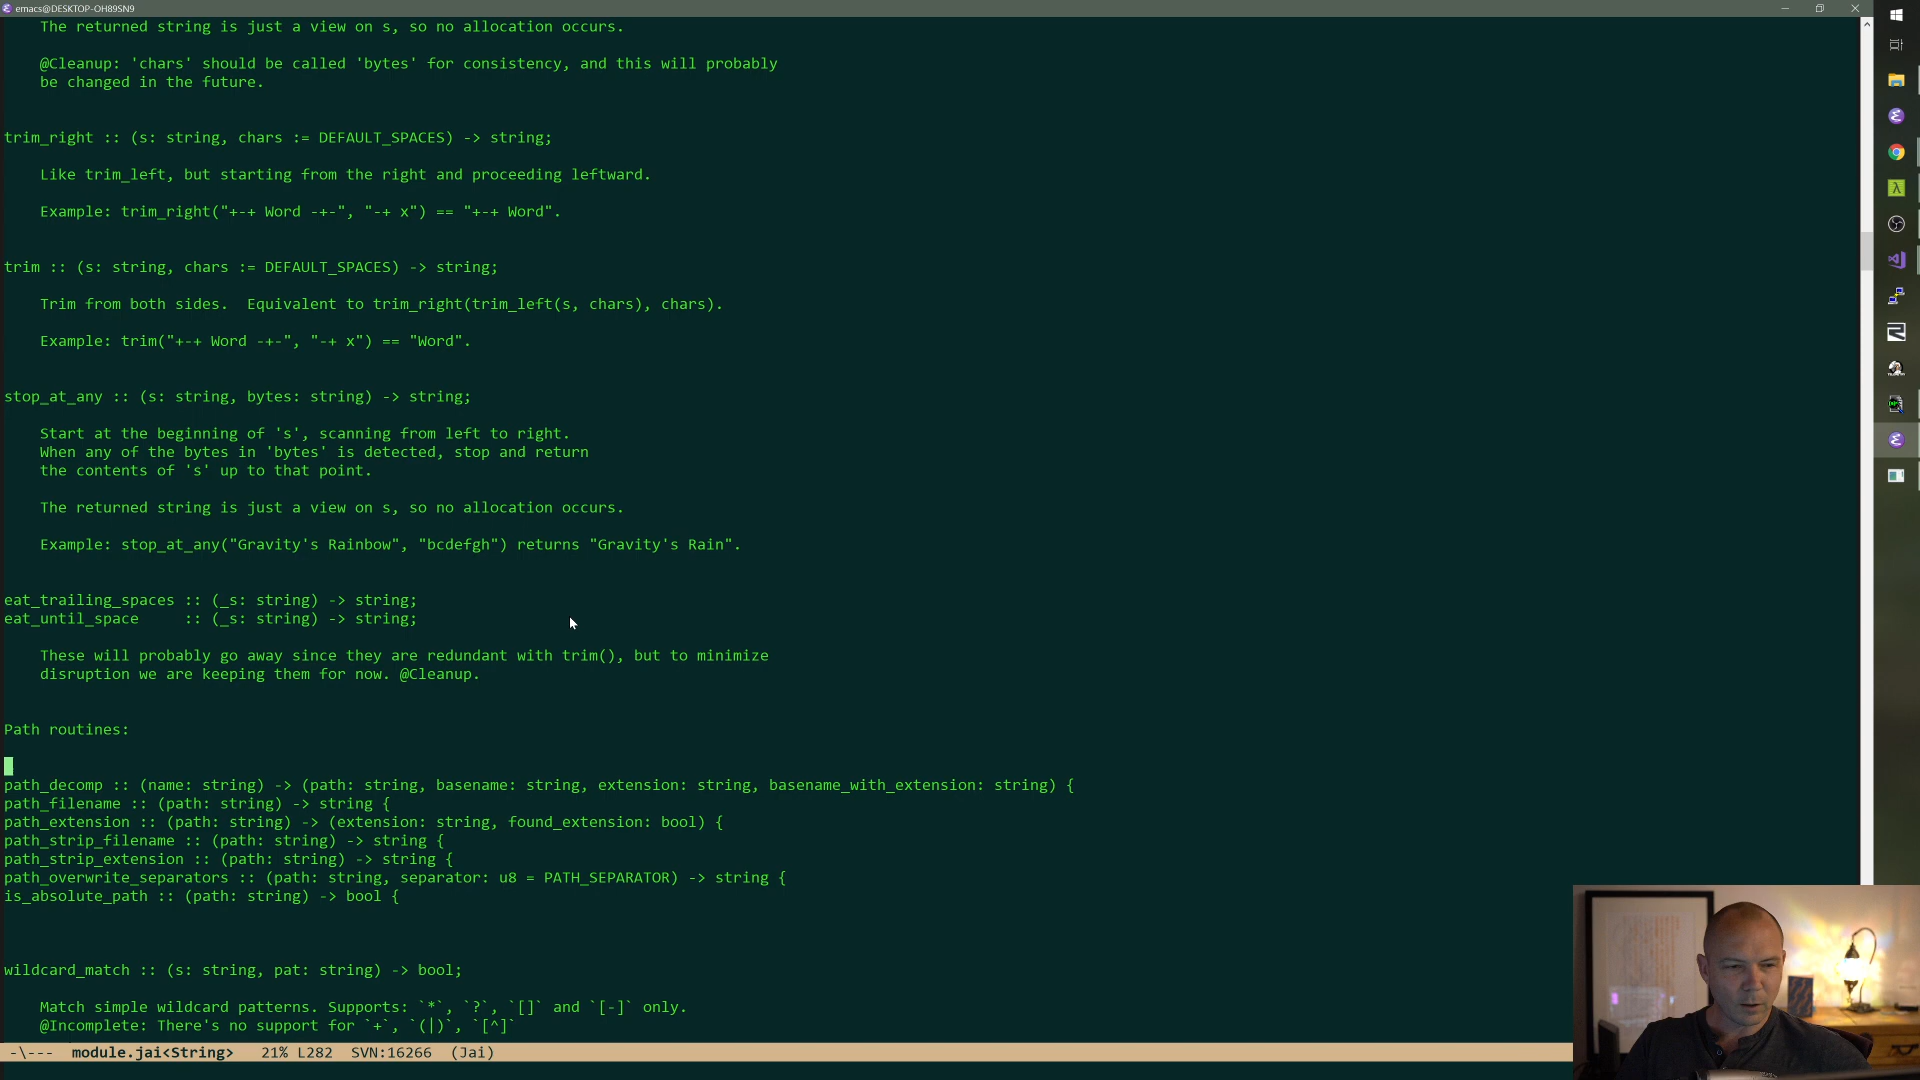 emacs@DESKTOP-OH89SN9
The returned string is just a view on s, so no allocation occurs.
@Cleanup: 'chars' should be called 'bytes' for consistency, and this will probably
be changed in the future.
trim_right :: (s: string, chars := DEFAULT_SPACES) -> string;
Like trim_left, but starting from the right and proceeding leftward.
Example: trim_right("+-+ Word -+-", "-+ x") == "+-+ Word".
trim :: (s: string, chars := DEFAULT_SPACES) -> string;
Trim from both sides.  Equivalent to trim_right(trim_left(s, chars), chars).
Example: trim("+-+ Word -+-", "-+ x") == "Word".
stop_at_any :: (s: string, bytes: string) -> string;
Start at the beginning of 's', scanning from left to right.
When any of the bytes in 'bytes' is detected, stop and return
the contents of 's' up to that point.
The returned string is just a view on s, so no allocation occurs.
Example: stop_at_any("Gravity's Rainbow", "bcdefgh") returns "Gravity's Rain".
eat_trailing_spaces :: (_s: string) -> string;
eat_until_space     :: (_s: string) -> string;
These will probably go away since they are redundant with trim(), but to minimize
disruption we are keeping them for now. @Cleanup.
Path routines:
path_decomp :: (name: string) -> (path: string, basename: string, extension: string, basename_with_extension: string) {
path_filename :: (path: string) -> string {
path_extension :: (path: string) -> (extension: string, found_extension: bool) {
path_strip_filename :: (path: string) -> string {
path_strip_extension :: (path: string) -> string {
path_overwrite_separators :: (path: string, separator: u8 = PATH_SEPARATOR) -> string {
is_absolute_path :: (path: string) -> bool {
wildcard_match :: (s: string, pat: string) -> bool;
Match simple wildcard patterns. Supports: `*`, `?`, `[]` and `[-]` only.
@Incomplete: There's no support for `+`, `(|)`, `[^]`
-\---  module.jai<String>   21% L282  SVN:16266  (Jai)